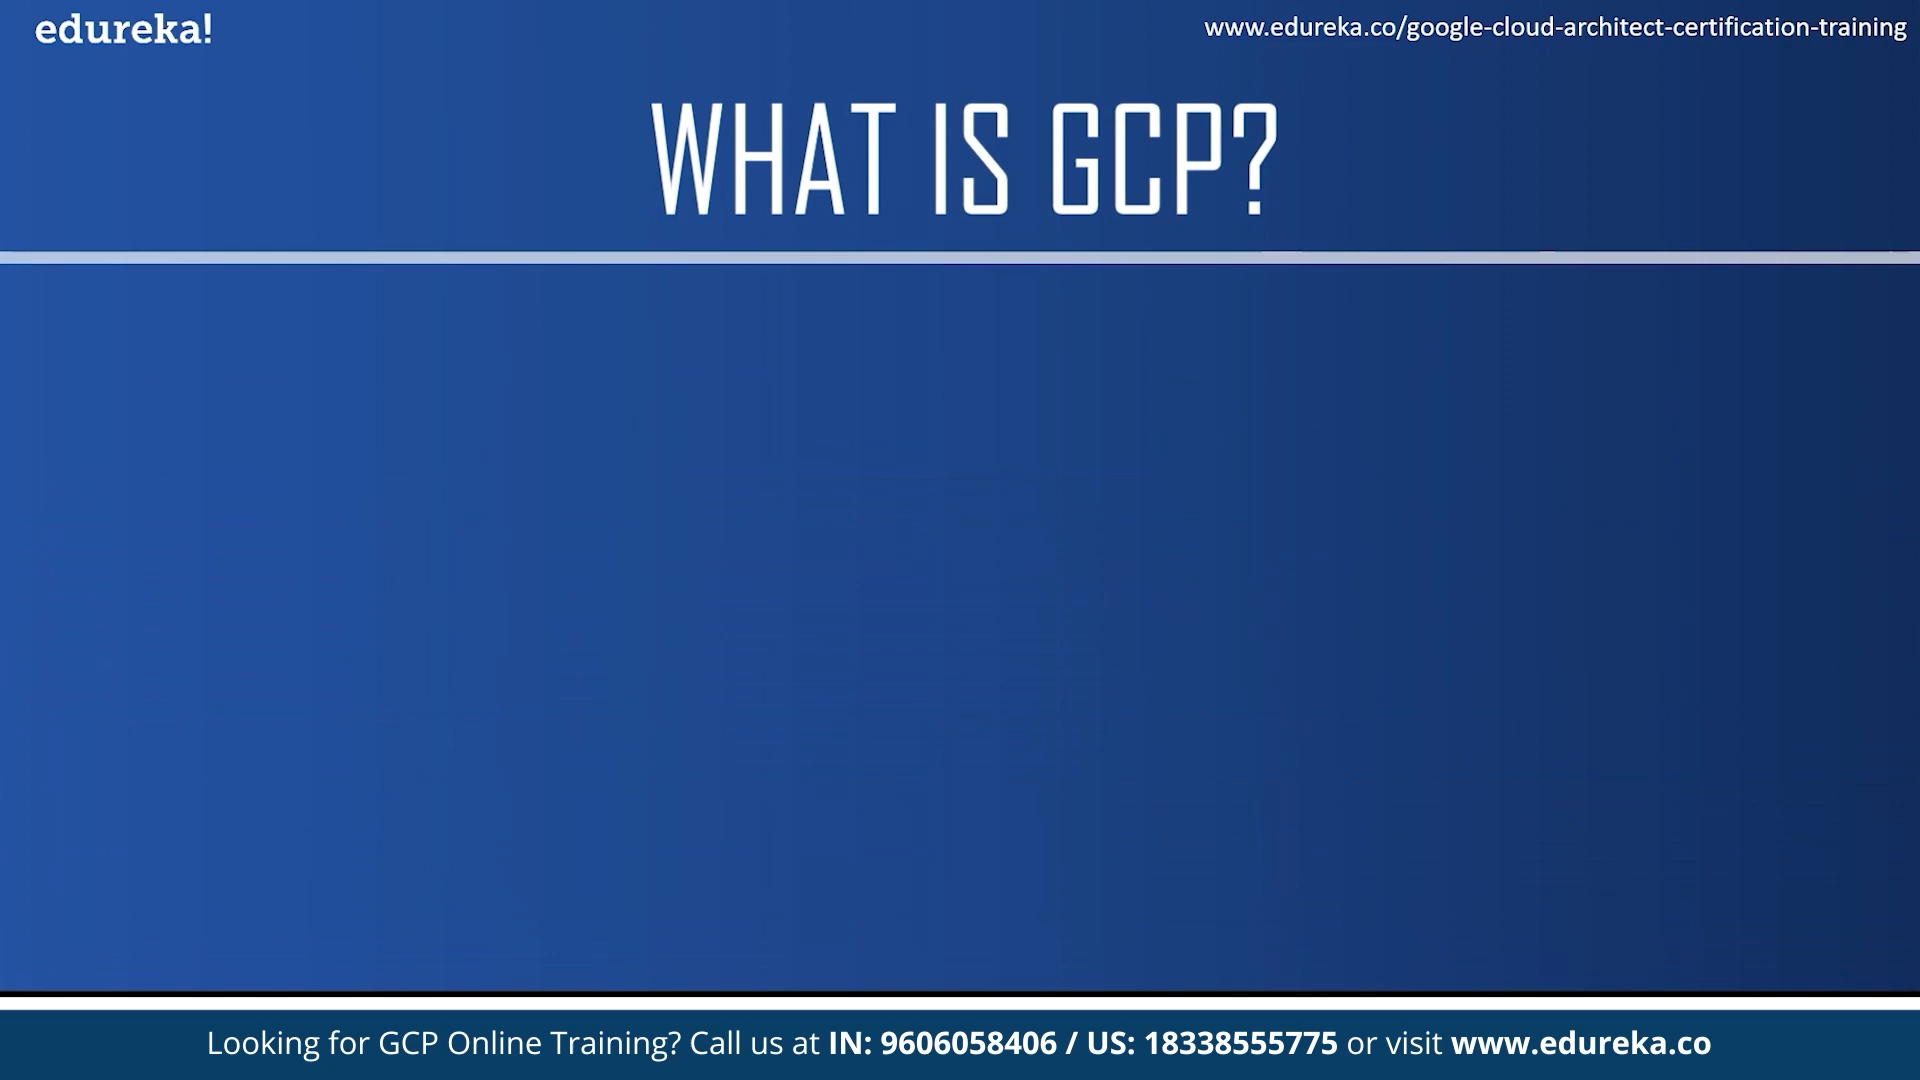 edureka!
www.edureka.co/google-cloud-architect-certification-training
WHAT IS GCP?
Looking for GCP Online Training? Call us at IN: 9606058406 / US: 18338555775 or visit www.edureka.co